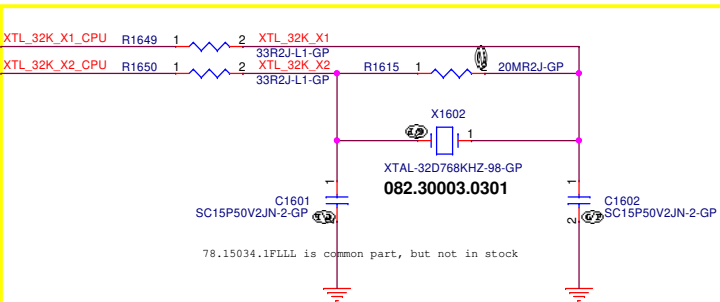 XTL_32K_X1_CPU R1649 1 2 XTL_32K_X1
33R2J-L1-GP
XTL_32K_X2_CPU R1650 1 2 XTL_32K_X2 R1615 1 20MR2J-GP
33R2J-L1-GP
X1602
1
XTAL-32D768KHZ-98-GP
082.30003.0301
1 1
C1601 C1602
SC15P50V2JN-2-GP SC15P50V2JN-2-GP
2
78.15034.1FLLL is common part, but not in stock